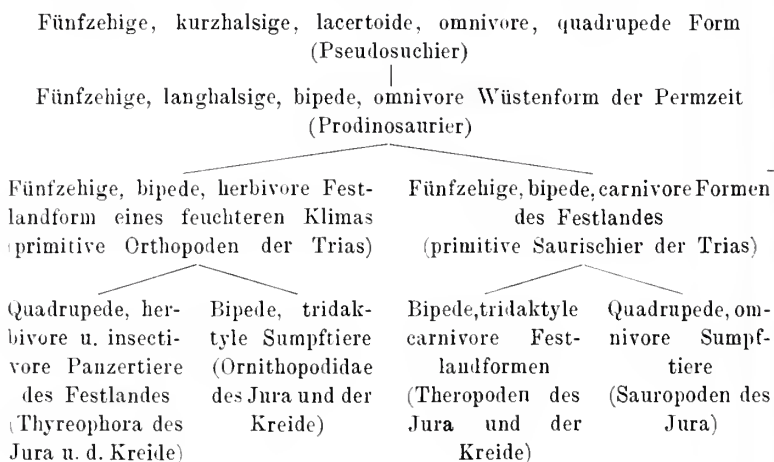 Fünfzehige, kurzhalsige, lacertoide, omnivore, quadrupede Form
(Pseudosuchier)
Fünfzehige, langhalsige, bipede, omnivore Wüstenform der Permzeit
(Prodinosaurier)
Fünfzehige, bipede, herbivore Fest-
landform eines feuchteren Klimas
(primitive Orthopoden der Trias)
Fünfzehige, bipede, carnivore Formen
des Festlandes
(primitive Saurischier der Trias)
Quadrupede, her-
bivore u. insecti-
vore Panzertiere
des Festlandes
(Thyreophora des
Jura u. d. Kreide)
Bipede, tridak-
tyle Sumpftiere
(Ornithopodidae
des Jura und der
Kreide)
Bipede, tridaktyle
carnivore Fest-
landformen
(Theropoden des
Jura und der
Kreide)
Quadrupede, om-
nivore Sumpf-
tiere
(Sauropoden des
Jura)